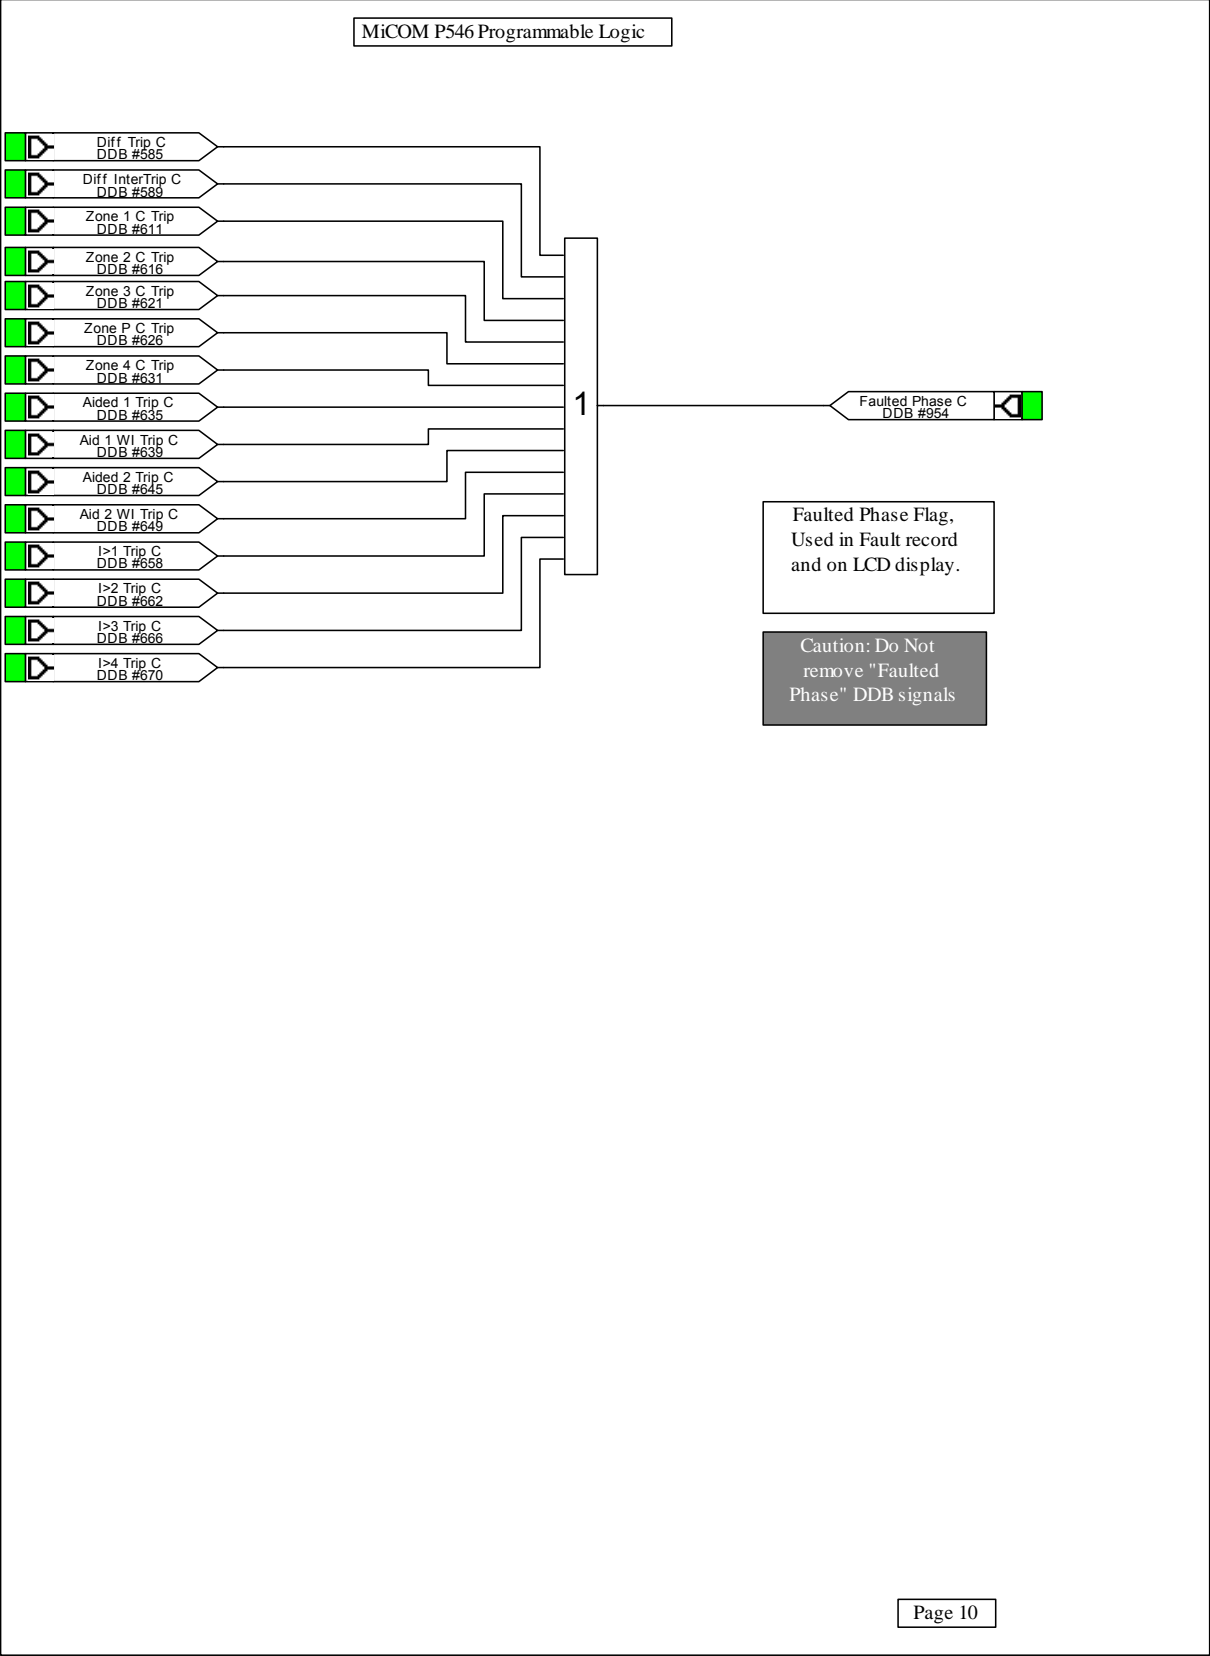 MiCOM P546 Programmable Logic
Diff Trip C
DDB #585
Diff InterTrip C
DDB #589
Zone 1 C Trip
DDB #611
Zone 2 C Trip
DDB #616
Zone 3 C Trip
DDB #621
Zone P C Trip
DDB #626
Zone 4 C Trip
DDB #631
Aided 1 Trip C
DDB #635
Aid 1 WI Trip C
DDB #639
Aided 2 Trip C
DDB #645
Aid 2 WI Trip C
DDB #649
I>1 Trip C
DDB #658
I>2 Trip C
DDB #662
I>3 Trip C
DDB #666
I>4 Trip C
DDB #670
1
Faulted Phase C
DDB #954
Faulted Phase Flag,
Used in Fault record
and on LCD display.
Caution: Do Not
remove "Faulted
Phase" DDB signals
Page 10